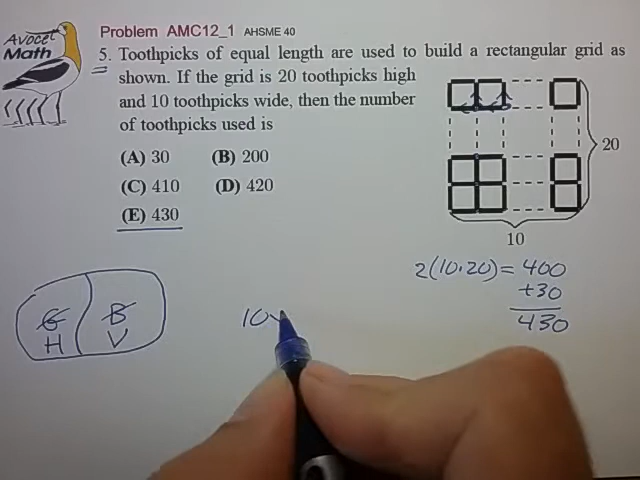 Avocet
Math
Problem AMC12_1 AHSME 40
5. Toothpicks of equal length are used to build a rectangular grid as
shown. If the grid is 20 toothpicks high
and 10 toothpicks wide, then the number
of toothpicks used is
(A) 30 (B) 200
(C) 410 (D) 420
(E) 430
20
10
2(10·20) = 400
+30
430
G B
H V
10